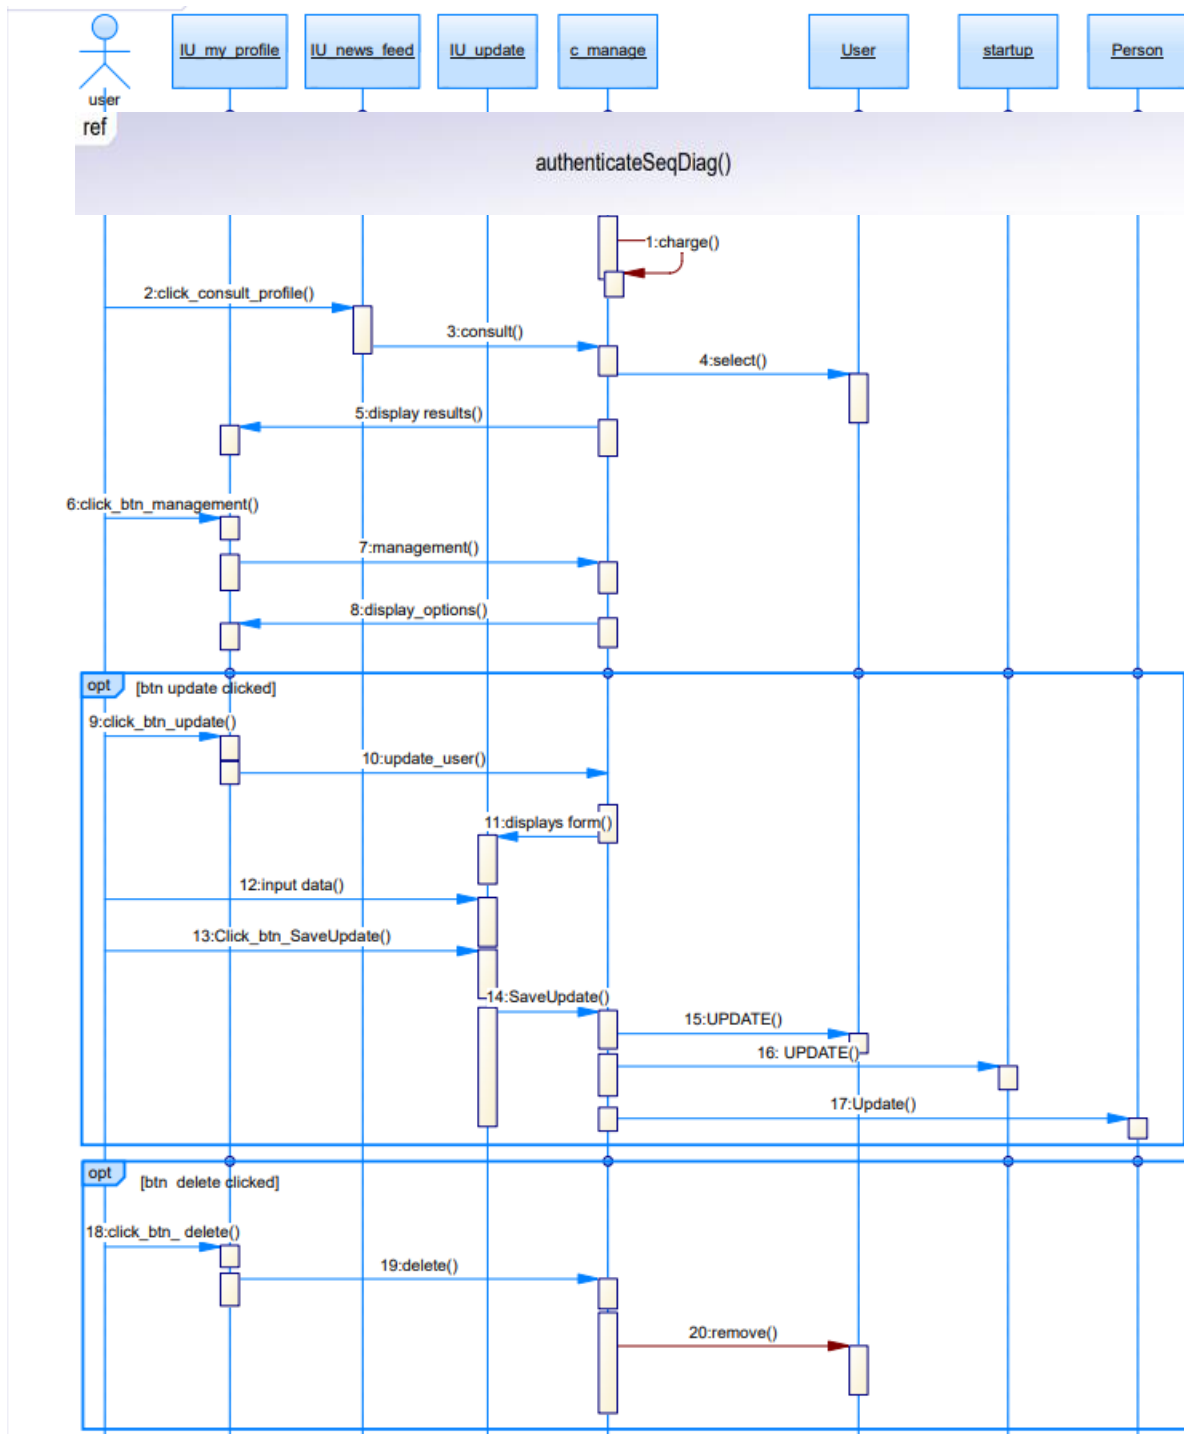 IU_my_profile IU_news_feed IU_update c_manage User startup Person
user
ref
authenticateSeqDiag()
1:charge()
2:click_consult_profile()
3:consult()
4:select()
5:display results()
6:click_btn_management()
7:management()
8:display_options()
opt [btn update clicked]
9:click_btn_update()
10:update_user()
11:displays form()
12:input data()
13:Click_btn_SaveUpdate()
14:SaveUpdate()
15:UPDATE()
16: UPDATE()
17:Update()
opt [btn  delete clicked]
18:click_btn_ delete()
19:delete()
20:remove()